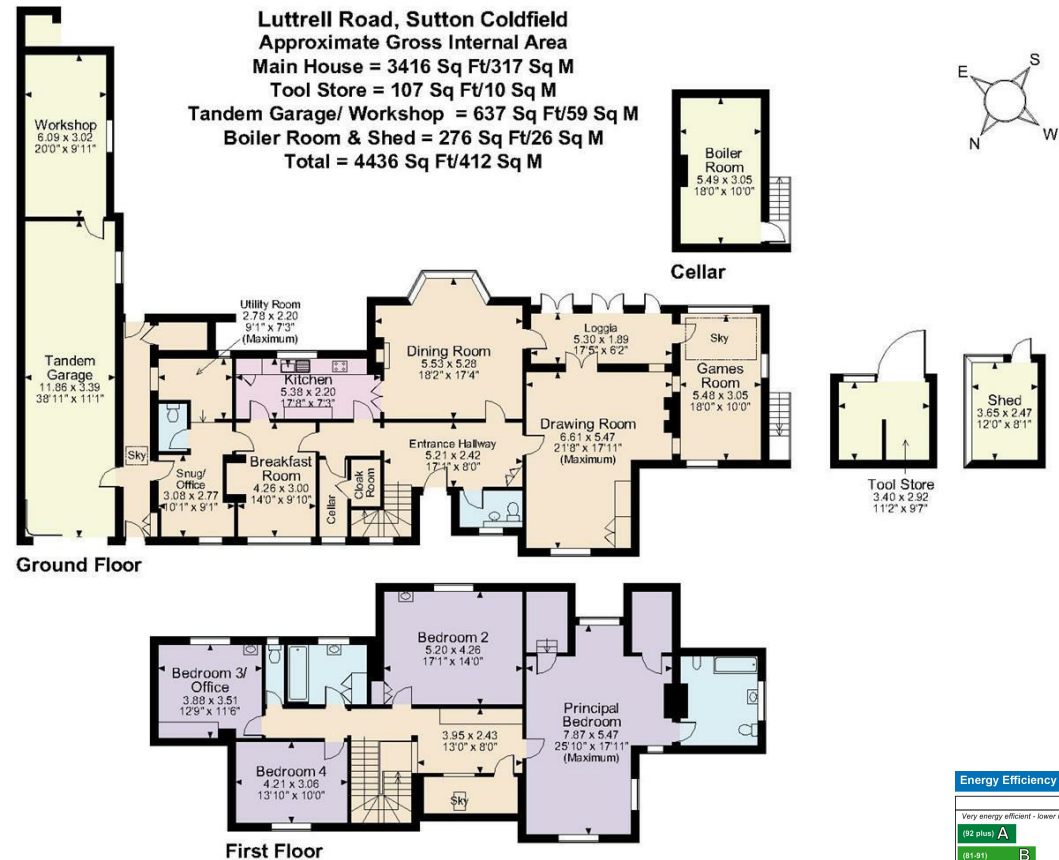 Luttrell Road, Sutton Coldfield
Approximate Gross Internal Area
Main House = 3416 Sq Ft/317 Sq M
Tool Store = 107 Sq Ft/10 Sq M
Tandem Garage/ Workshop = 637 Sq Ft/59 Sq M
Boiler Room & Shed = 276 Sq Ft/26 Sq M
Total = 4436 Sq Ft/412 Sq M
E
S
N
W
Workshop
6.09 x 3.02
20'0" x 9'11"
Boiler
Room
5.49 x 3.05
18'0" x 10'0"
Cellar
Utility Room
2.78 x 2.20
9'1" x 7'3"
(Maximum)
Tandem
Garage
11.86 x 3.39
38'11" x 11'1"
Kitchen
5.38 x 2.20
17'8" x 7'3"
Dining Room
5.53 x 5.28
18'2" x 17'4"
Loggia
5.30 x 1.89
17'5" x 6'2"
Sky
Games
Room
5.48 x 3.05
18'0" x 10'0"
Drawing Room
6.61 x 5.47
21'8" x 17'11"
(Maximum)
Shed
3.65 x 2.47
12'0" x 8'1"
Tool Store
3.40 x 2.92
11'2" x 9'7"
Sky
Snug/
Office
3.08 x 2.77
10'1" x 9'1"
Breakfast
Room
4.26 x 3.00
14'0" x 9'10"
Cellar
Cloak
Room
Entrance Hallway
5.21 x 2.42
17'1" x 8'0"
Ground Floor
Bedroom 3/
Office
3.88 x 3.51
12'9" x 11'6"
Bedroom 2
5.20 x 4.26
17'1" x 14'0"
Principal
Bedroom
7.87 x 5.47
25'10" x 17'11"
(Maximum)
3.95 x 2.43
13'0" x 8'0"
Bedroom 4
4.21 x 3.06
13'10" x 10'0"
Sky
First Floor
Energy Efficiency
Very energy efficient - lower
(92 plus) A
(81-91) B